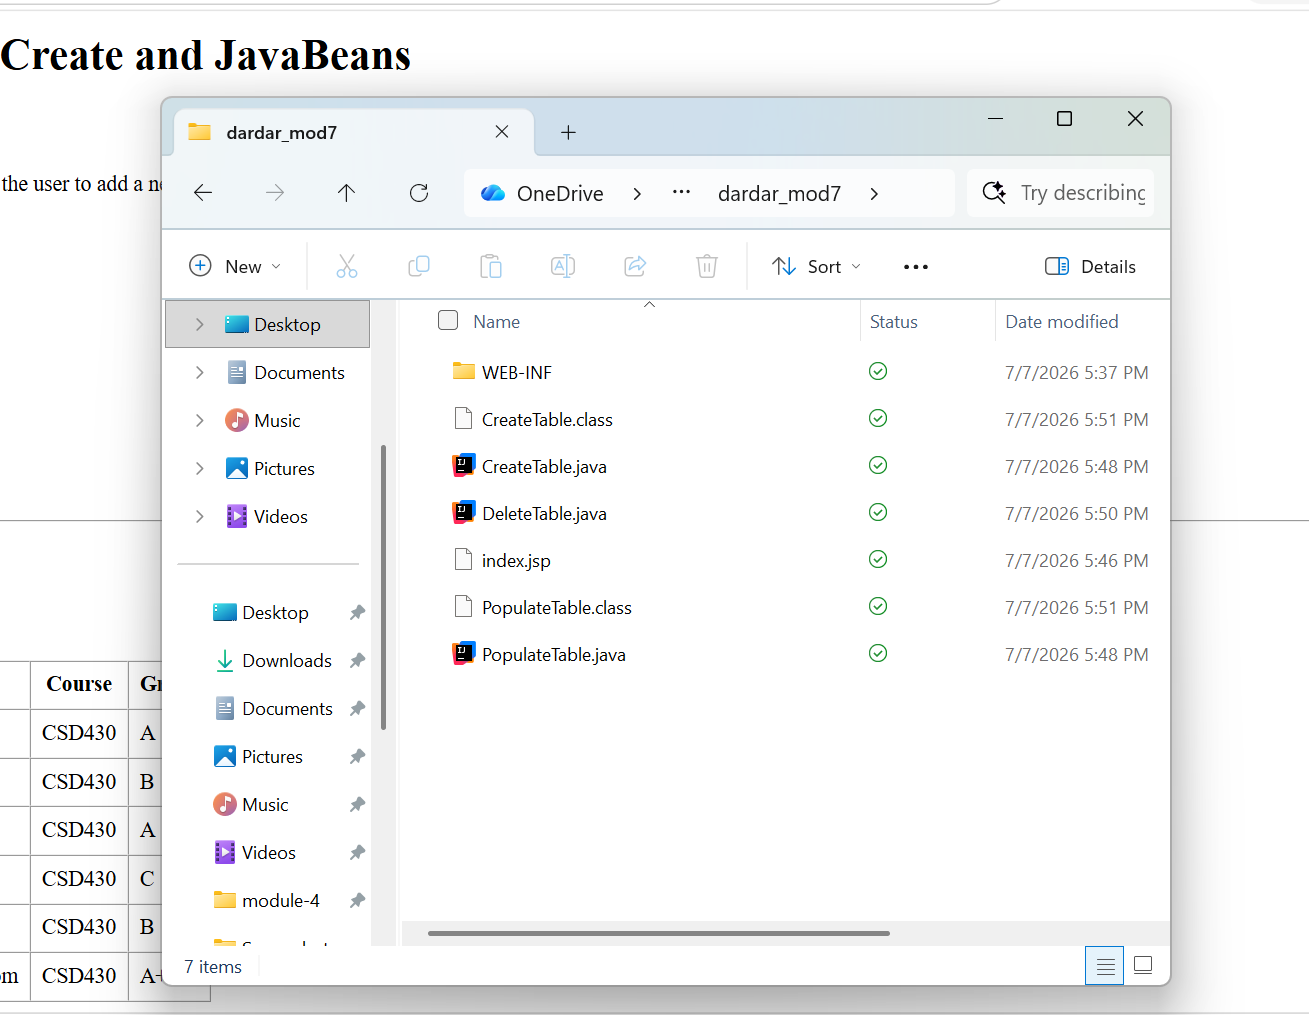 Create and JavaBeans
the user to add a ne
dardar_mod7
OneDrive
dardar_mod7
Try describing
New
Sort
Details
Desktop
Documents
Music
Pictures
Videos
Desktop
Downloads
Documents
Pictures
Music
Videos
module-4
Name Status Date modified
WEB-INF 7/7/2026 5:37 PM
CreateTable.class 7/7/2026 5:51 PM
CreateTable.java 7/7/2026 5:48 PM
DeleteTable.java 7/7/2026 5:50 PM
index.jsp 7/7/2026 5:46 PM
PopulateTable.class 7/7/2026 5:51 PM
PopulateTable.java 7/7/2026 5:48 PM
7 items
Course Gr
CSD430 A
CSD430 B
CSD430 A
CSD430 C
CSD430 B
om CSD430 A+